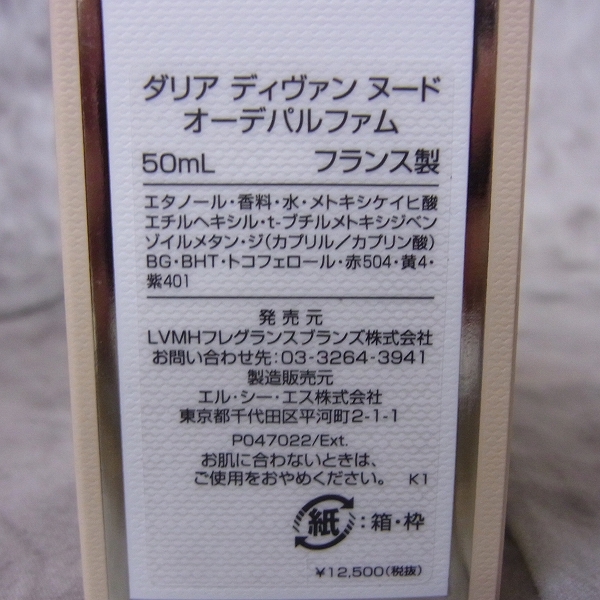 ダリア ディヴァン ヌード
オーデパルファム
50mL フランス製
エタノール・香料・水・メトキシケイヒ酸
エチルヘキシル・t-ブチルメトキシジベン
ゾイルメタン・ジ(カプリル/カプリン酸)
BG・BHT・トコフェロール・赤504・黄4・
紫401
発売元
LVMHフレグランスブランズ株式会社
お問い合わせ先:03-3264-3941
製造販売元
エル・シー・エス株式会社
東京都千代田区平河町2-1-1
P047022/Ext.
お肌に合わないときは、
ご使用をおやめください。 K1
紙:箱・枠
¥12,500(税抜)